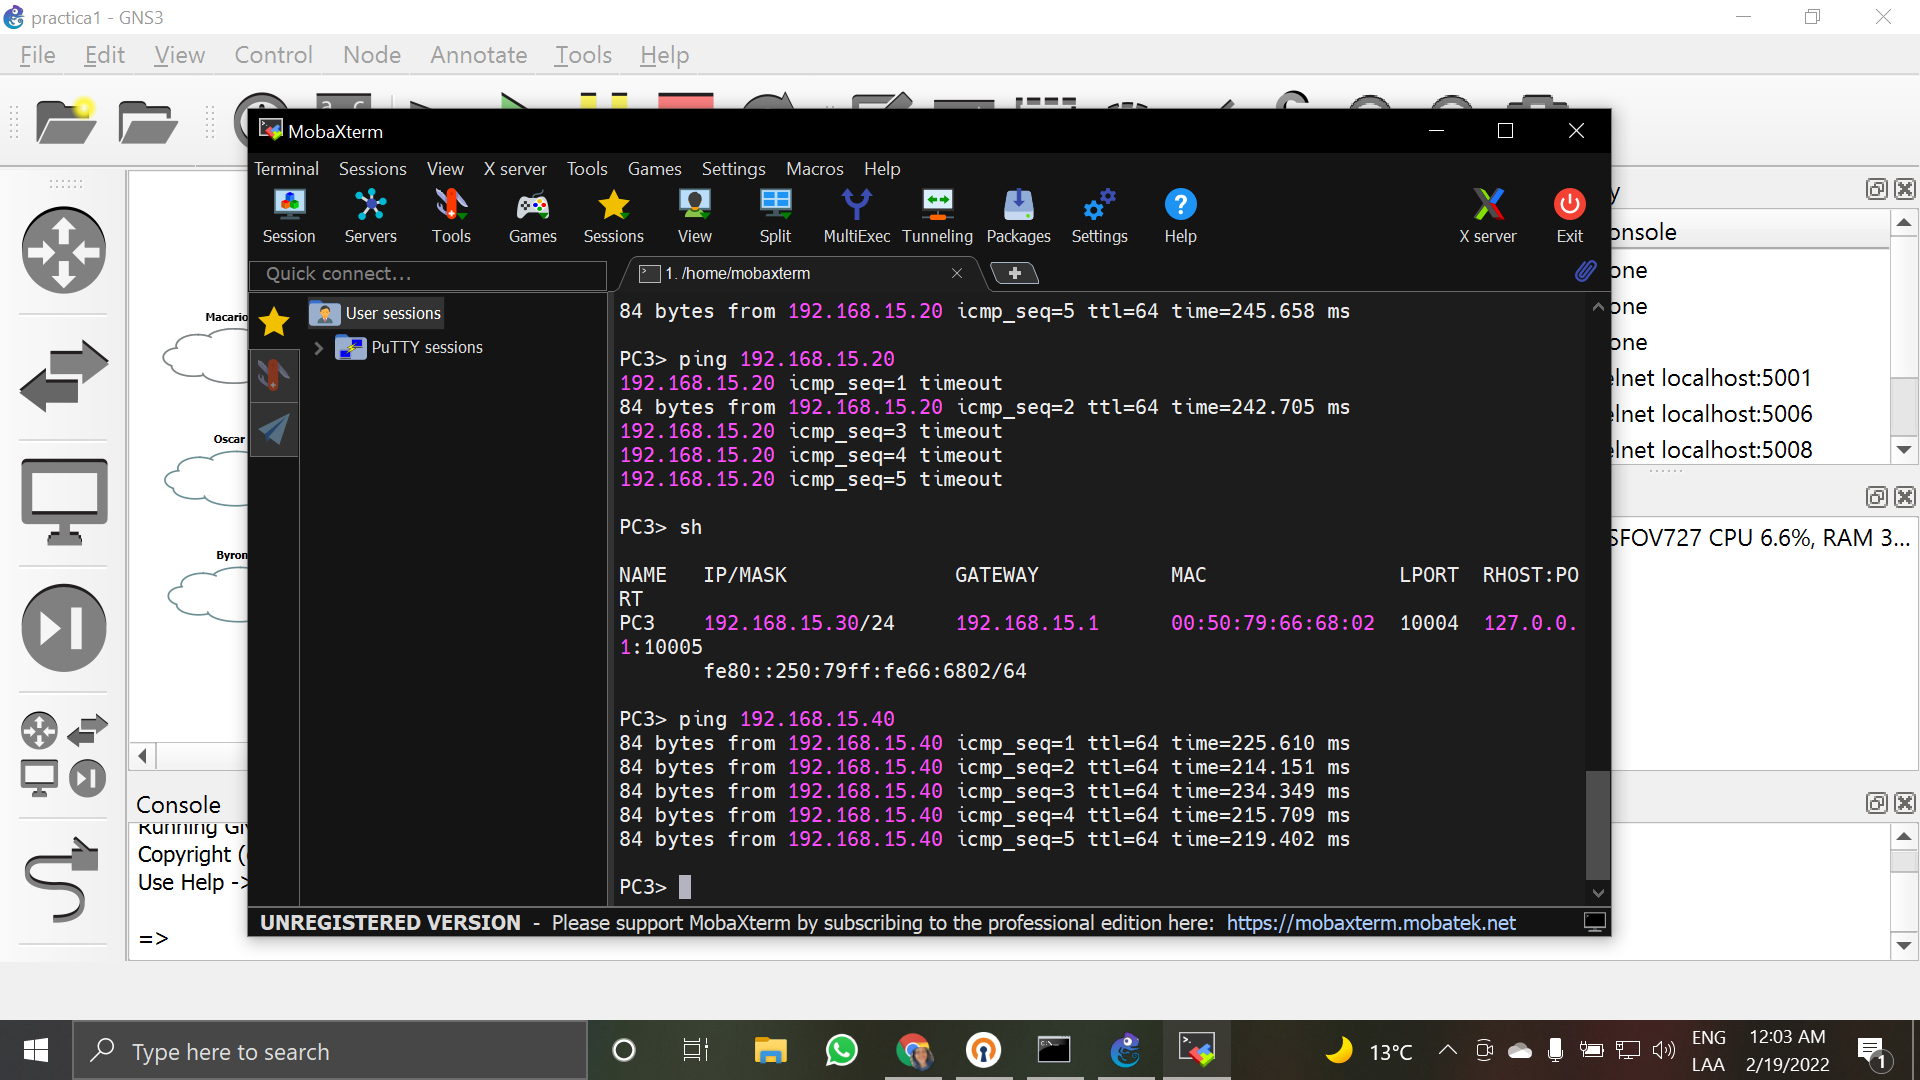 practica1 - GNS3
File Edit View Control Node Annotate Tools Help
MobaXterm
Terminal Sessions View X server Tools Games Settings Macros Help
Session Servers Tools Games Sessions View Split MultiExec Tunneling Packages Settings Help X server Exit
Quick connect...
1. /home/mobaxterm
User sessions
PuTTY sessions
84 bytes from 192.168.15.20 icmp_seq=5 ttl=64 time=245.658 ms
PC3> ping 192.168.15.20
192.168.15.20 icmp_seq=1 timeout
84 bytes from 192.168.15.20 icmp_seq=2 ttl=64 time=242.705 ms
192.168.15.20 icmp_seq=3 timeout
192.168.15.20 icmp_seq=4 timeout
192.168.15.20 icmp_seq=5 timeout
PC3> sh
NAME IP/MASK GATEWAY MAC LPORT RHOST:PO
RT
PC3 192.168.15.30/24 192.168.15.1 00:50:79:66:68:02 10004 127.0.0.
1:10005
fe80::250:79ff:fe66:6802/64
PC3> ping 192.168.15.40
84 bytes from 192.168.15.40 icmp_seq=1 ttl=64 time=225.610 ms
84 bytes from 192.168.15.40 icmp_seq=2 ttl=64 time=214.151 ms
84 bytes from 192.168.15.40 icmp_seq=3 ttl=64 time=234.349 ms
84 bytes from 192.168.15.40 icmp_seq=4 ttl=64 time=215.709 ms
84 bytes from 192.168.15.40 icmp_seq=5 ttl=64 time=219.402 ms
PC3>
UNREGISTERED VERSION - Please support MobaXterm by subscribing to the professional edition here: https://mobaxterm.mobatek.net
Macario
Oscar
Byron
y
onsole
one
one
one
elnet localhost:5001
elnet localhost:5006
elnet localhost:5008
SFOV727 CPU 6.6%, RAM 3...
Console
Running
Copyright (
Use Help ->
=>
Type here to search
13°C
ENG
LAA
12:03 AM
2/19/2022
1